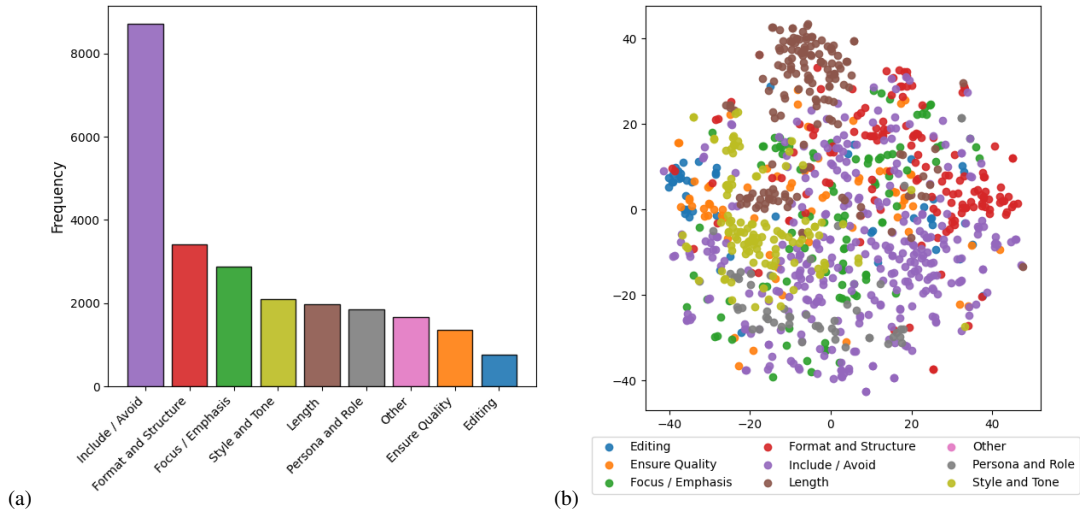 8000
6000
4000
2000
0
Frequency
Include / Avoid
Format and Structure
Focus / Emphasis
Style and Tone
Length
Persona and Role
Other
Ensure Quality
Editing
(a)
40
20
0
−20
−40
−40 −20 0 20 40
Editing Format and Structure Other
Ensure Quality Include / Avoid Persona and Role
Focus / Emphasis Length Style and Tone
(b)